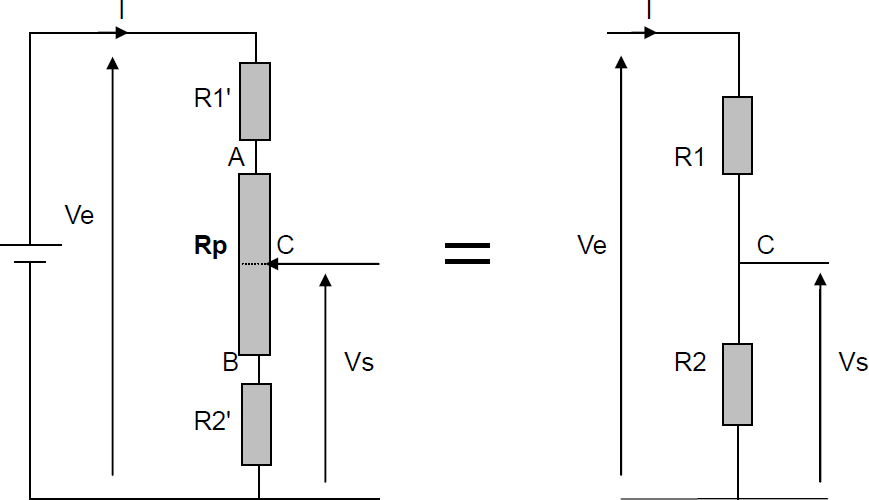 I
R1'
A
Ve
Rp
C
B
Vs
R2'
=
I
R1
Ve
C
R2
Vs